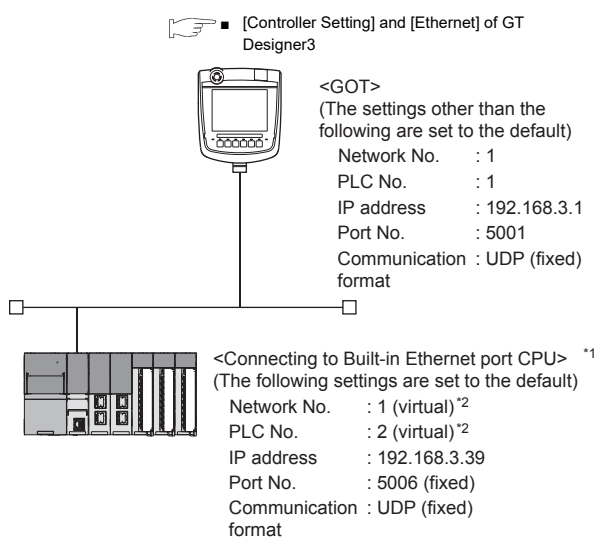 ■ [Controller Setting] and [Ethernet] of GT
Designer3
<GOT>
(The settings other than the
following are set to the default)
Network No. : 1
PLC No. : 1
IP address : 192.168.3.1
Port No. : 5001
Communication : UDP (fixed)
format
<Connecting to Built-in Ethernet port CPU> *1
(The following settings are set to the default)
Network No. : 1 (virtual)*2
PLC No. : 2 (virtual)*2
IP address : 192.168.3.39
Port No. : 5006 (fixed)
Communication : UDP (fixed)
format